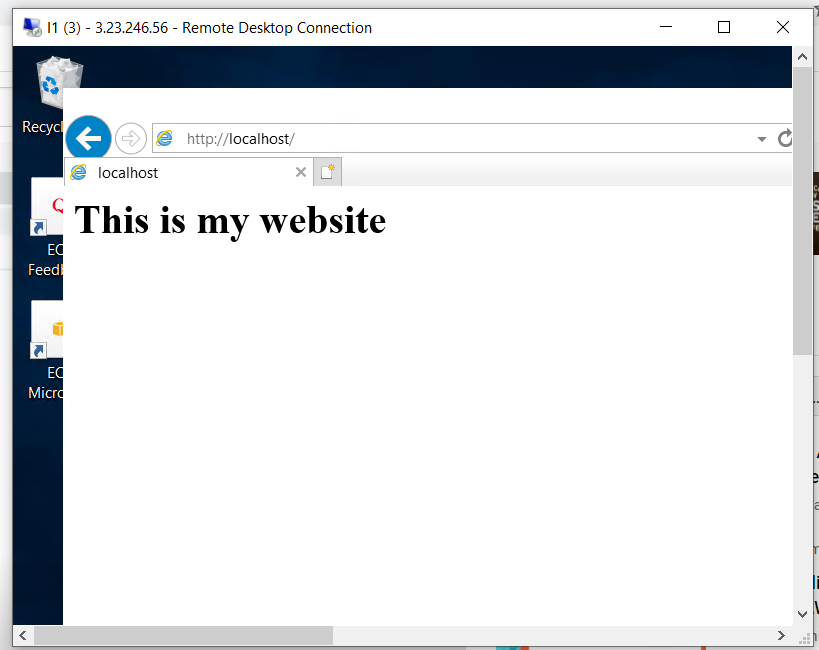 I1 (3) - 3.23.246.56 - Remote Desktop Connection
http://localhost/
localhost
This is my website
Recycl
EC
Feedb
EC
Micro